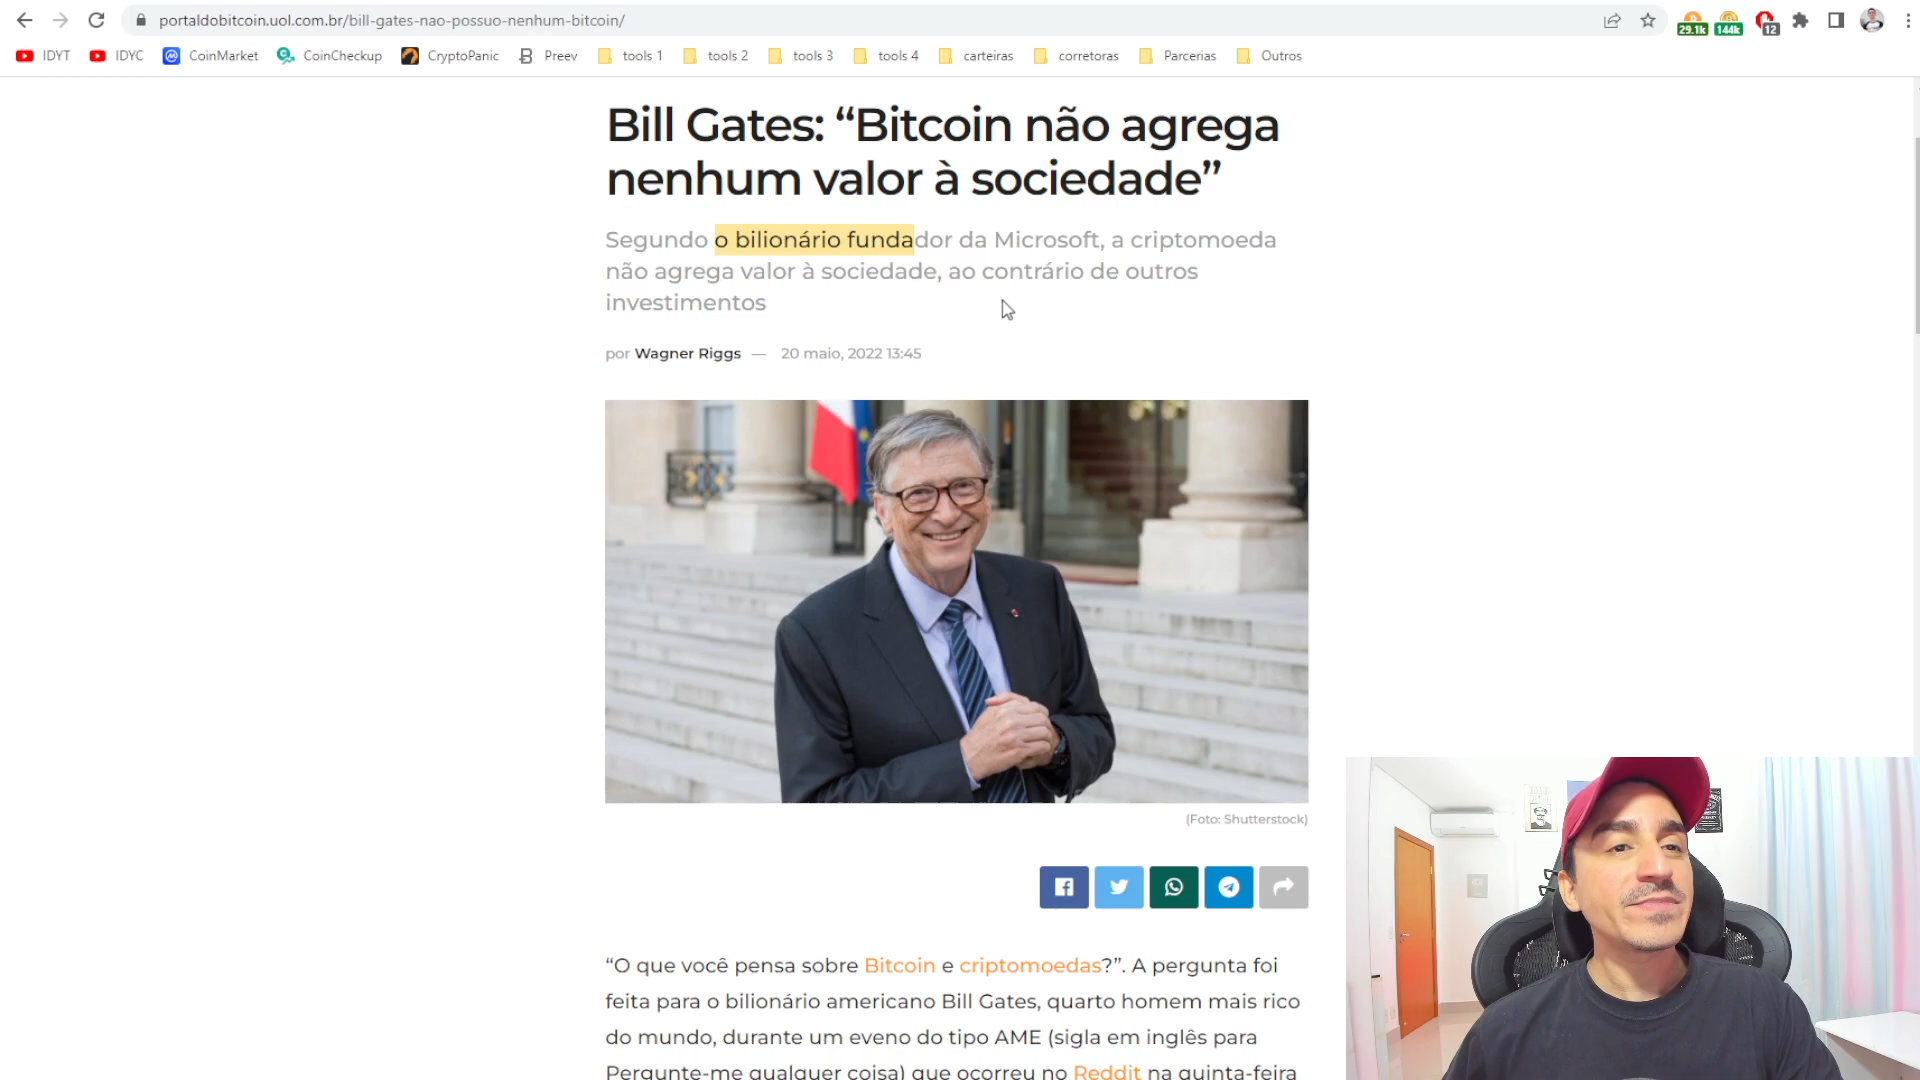 portaldobitcoin.uol.com.br/bill-gates-nao-possuo-nenhum-bitcoin/
29.1k 144k 12
IDYT IDYC CoinMarket CoinCheckup CryptoPanic Preev tools 1 tools 2 tools 3 tools 4 carteiras corretoras Parcerias Outros
Bill Gates: “Bitcoin não agrega
nenhum valor à sociedade”
Segundo o bilionário fundador da Microsoft, a criptomoeda
não agrega valor à sociedade, ao contrário de outros
investimentos
por Wagner Riggs — 20 maio, 2022 13:45
(Foto: Shutterstock)
“O que você pensa sobre Bitcoin e criptomoedas?”. A pergunta foi
feita para o bilionário americano Bill Gates, quarto homem mais rico
do mundo, durante um eveno do tipo AME (sigla em inglês para
Pergunte-me qualquer coisa) que ocorreu no Reddit na quinta-feira